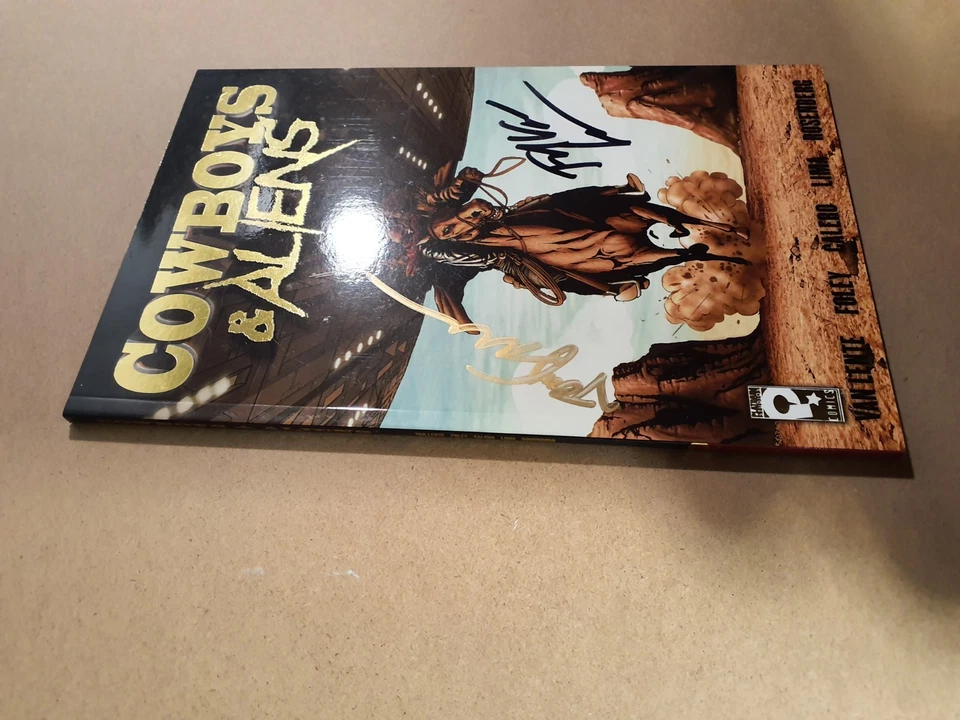 COWBOYS
& ALIENS
VAN LENTE FOLEY CALERO LIMA ROSENBERG
COMICS